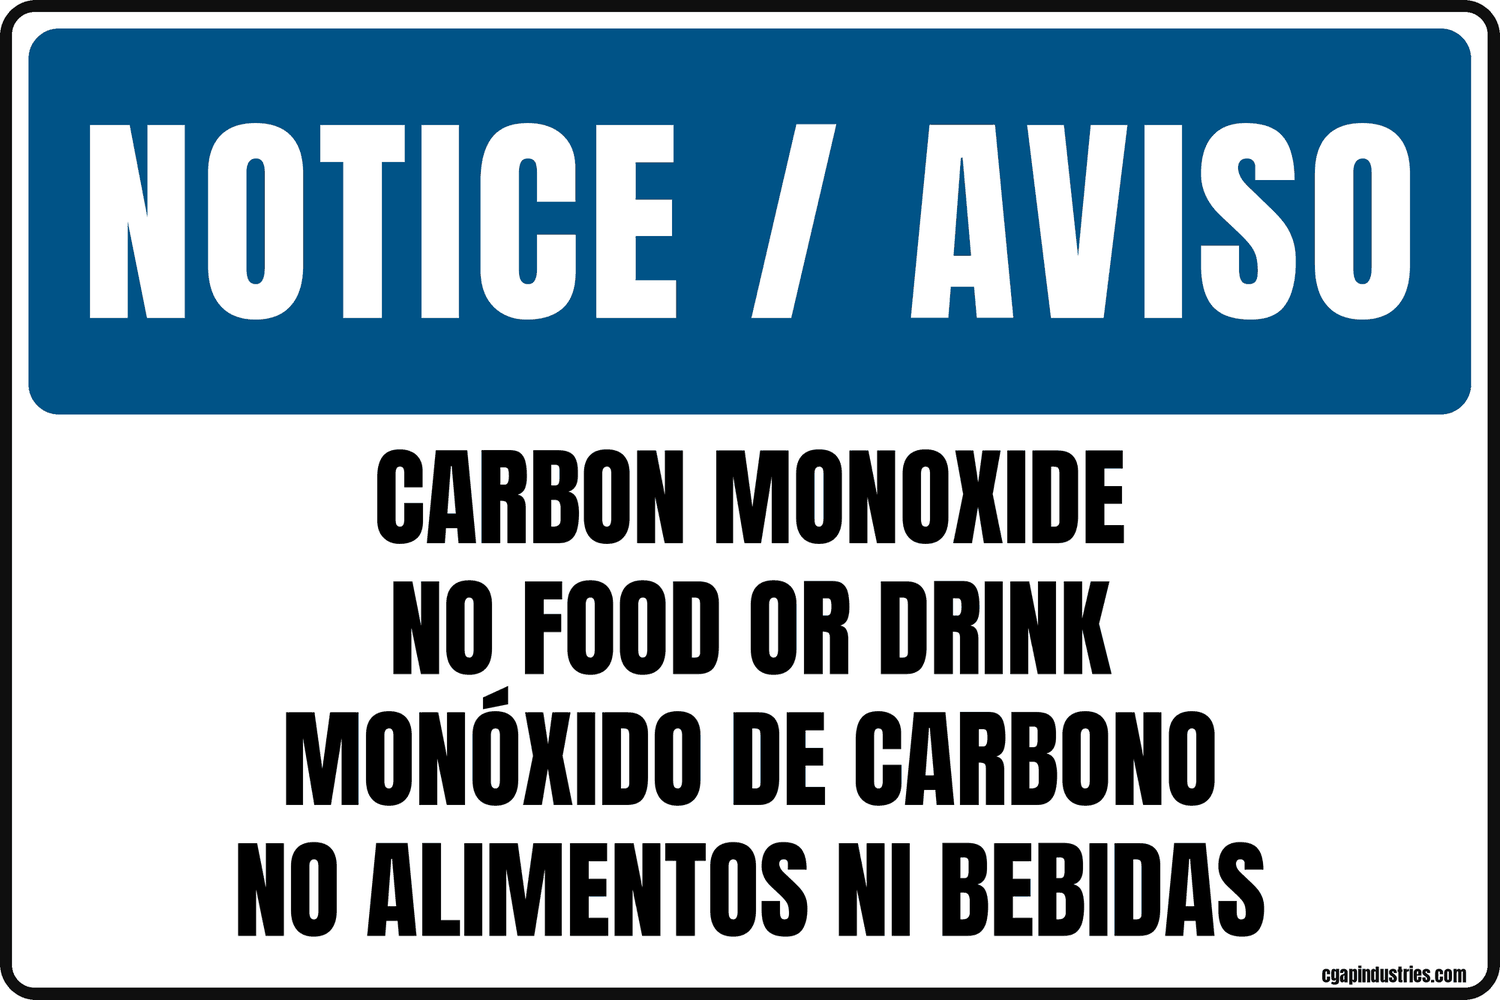 NOTICE / AVISO
CARBON MONOXIDE
NO FOOD OR DRINK
MONÓXIDO DE CARBONO
NO ALIMENTOS NI BEBIDAS
cgapindustries.com